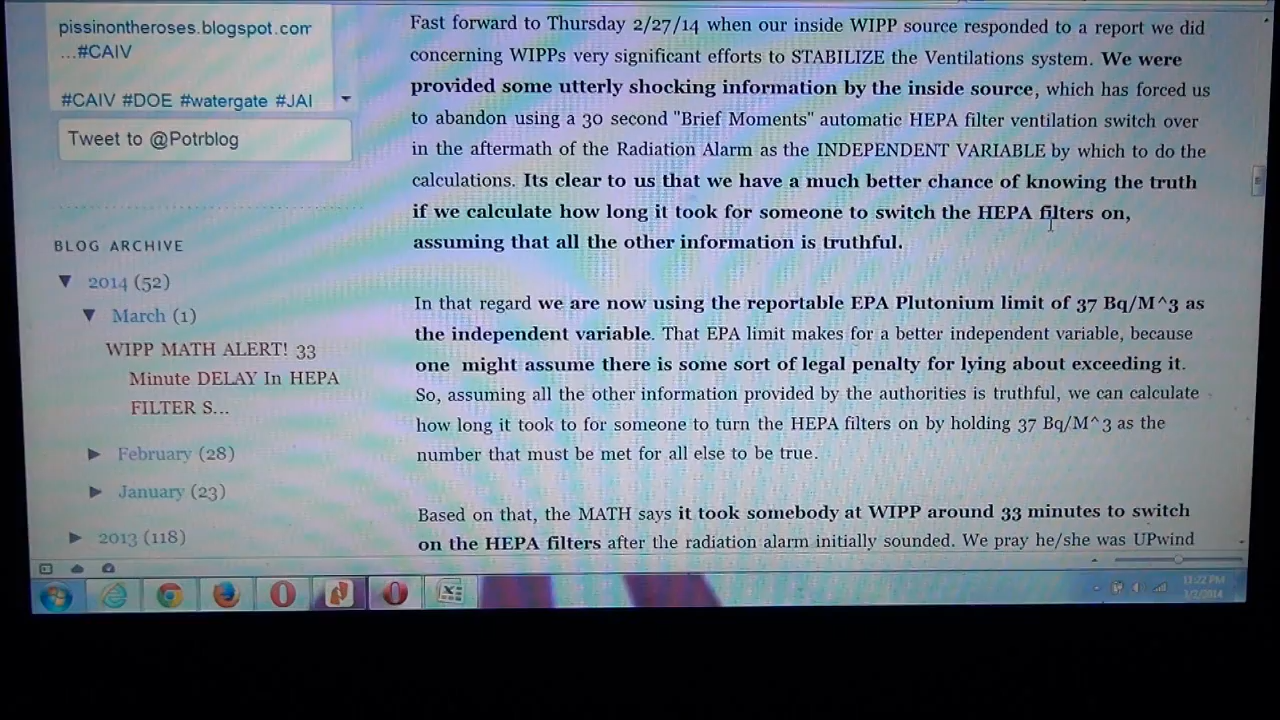 pissinontheroses.blogspot.com
...#CAIV
#CAIV #DOE #watergate #JAI
Tweet to @Potrblog
BLOG ARCHIVE
▼ 2014 (52)
▼ March (1)
WIPP MATH ALERT! 33
Minute DELAY In HEPA
FILTER S...
► February (28)
► January (23)
► 2013 (118)
Fast forward to Thursday 2/27/14 when our inside WIPP source responded to a report we did
concerning WIPPs very significant efforts to STABILIZE the Ventilations system. We were
provided some utterly shocking information by the inside source, which has forced us
to abandon using a 30 second "Brief Moments" automatic HEPA filter ventilation switch over
in the aftermath of the Radiation Alarm as the INDEPENDENT VARIABLE by which to do the
calculations. Its clear to us that we have a much better chance of knowing the truth
if we calculate how long it took for someone to switch the HEPA filters on,
assuming that all the other information is truthful.
In that regard we are now using the reportable EPA Plutonium limit of 37 Bq/M^3 as
the independent variable. That EPA limit makes for a better independent variable, because
one might assume there is some sort of legal penalty for lying about exceeding it.
So, assuming all the other information provided by the authorities is truthful, we can calculate
how long it took to for someone to turn the HEPA filters on by holding 37 Bq/M^3 as the
number that must be met for all else to be true.
Based on that, the MATH says it took somebody at WIPP around 33 minutes to switch
on the HEPA filters after the radiation alarm initially sounded. We pray he/she was UPwind
11:22 PM
3/2/2014